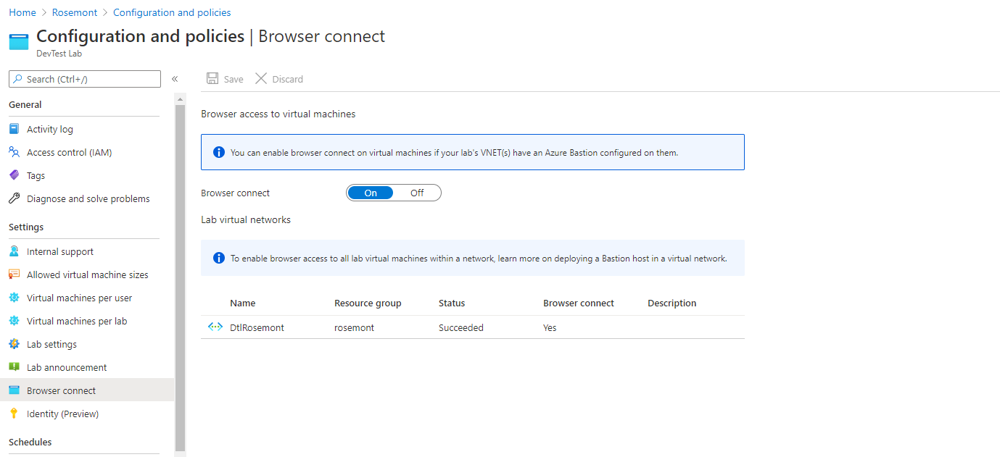 Home > Rosemont > Configuration and policies
Configuration and policies | Browser connect
DevTest Lab
Search (Ctrl+/)
«
General
Activity log
Access control (IAM)
Tags
Diagnose and solve problems
Settings
Internal support
Allowed virtual machine sizes
Virtual machines per user
Virtual machines per lab
Lab settings
Lab announcement
Browser connect
Identity (Preview)
Schedules
Save Discard
Browser access to virtual machines
You can enable browser connect on virtual machines if your lab's VNET(s) have an Azure Bastion configured on them.
Browser connect On Off
Lab virtual networks
To enable browser access to all lab virtual machines within a network, learn more on deploying a Bastion host in a virtual network.
Name Resource group Status Browser connect Description
DtlRosemont rosemont Succeeded Yes